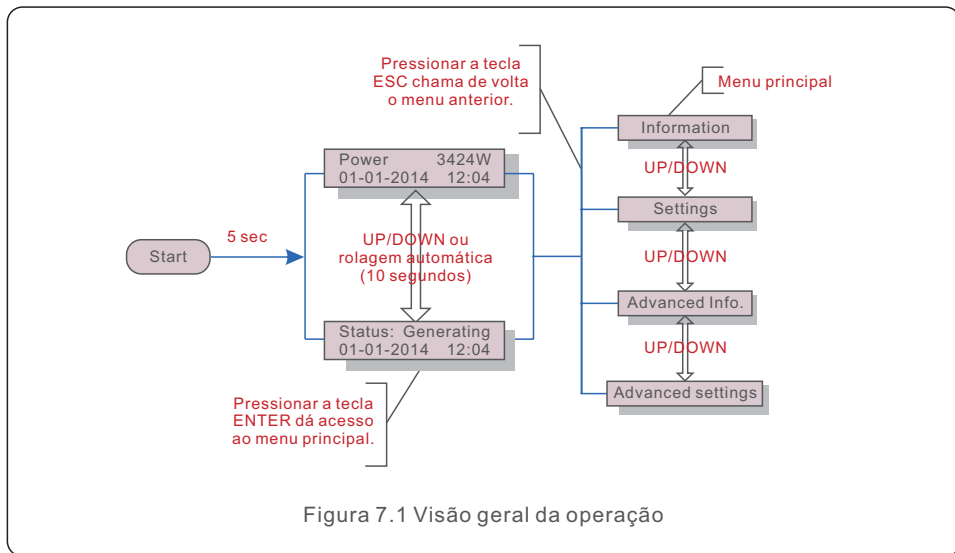 Pressionar a tecla
ESC chama de volta
o menu anterior.
Menu principal
Information
UP/DOWN
Settings
UP/DOWN
Advanced Info.
UP/DOWN
Advanced settings
Power 3424W
01-01-2014 12:04
5 sec
Start
UP/DOWN ou
rolagem automática
(10 segundos)
Status: Generating
01-01-2014 12:04
Pressionar a tecla
ENTER dá acesso
ao menu principal.
Figura 7.1 Visão geral da operação